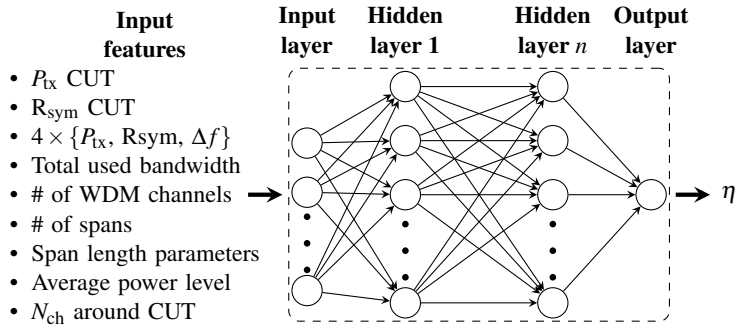 Input features
Input layer
Hidden layer 1
Hidden layer n
Output layer
• P_tx CUT
• R_sym CUT
• 4 × {P_tx, Rsym, Δf}
• Total used bandwidth
• # of WDM channels
• # of spans
• Span length parameters
• Average power level
• N_ch around CUT
η